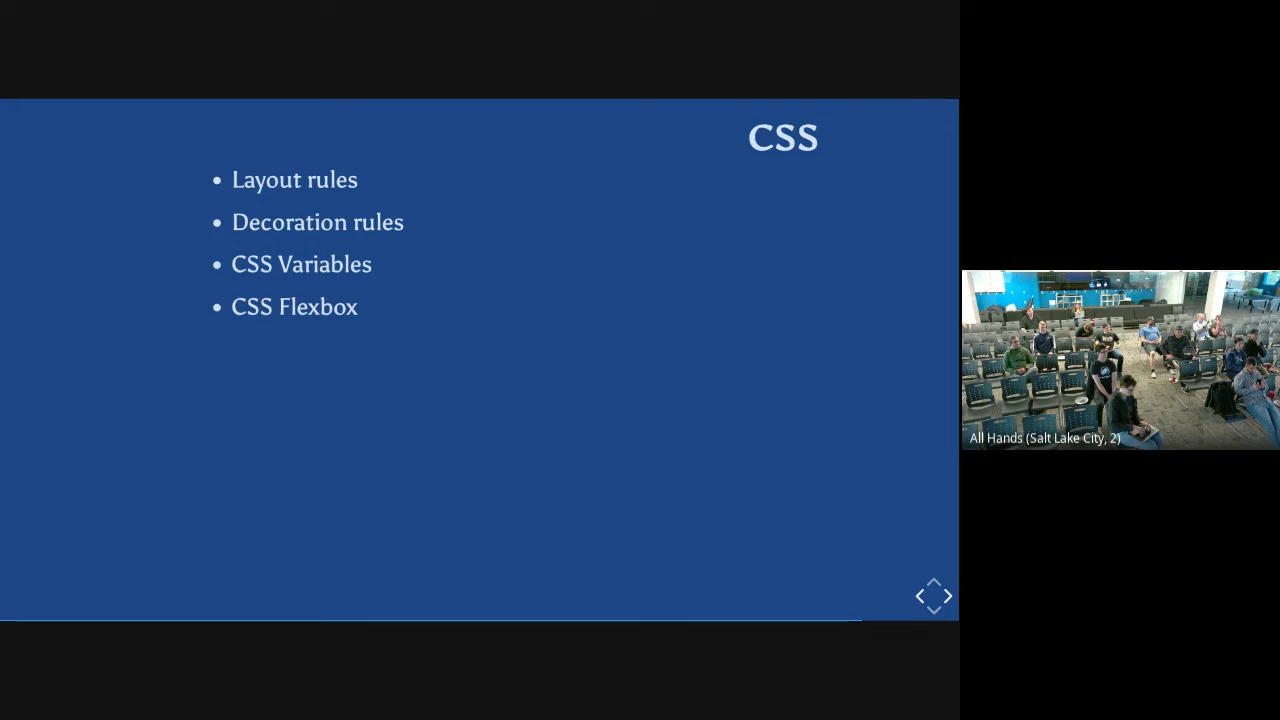 CSS
Layout rules
Decoration rules
CSS Variables
CSS Flexbox
All Hands (Salt Lake City, 2)